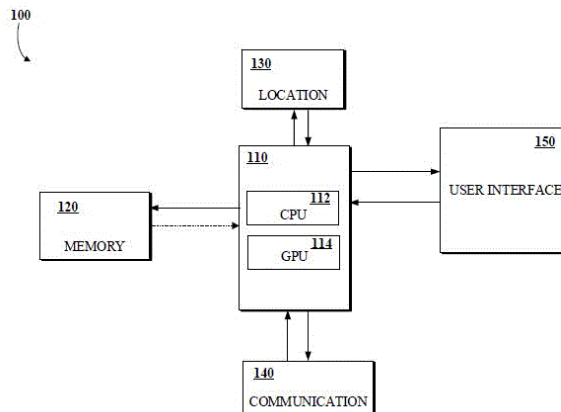 100
130
LOCATION
110
150
112
CPU
USER INTERFACE
120
MEMORY
114
GPU
140
COMMUNICATION